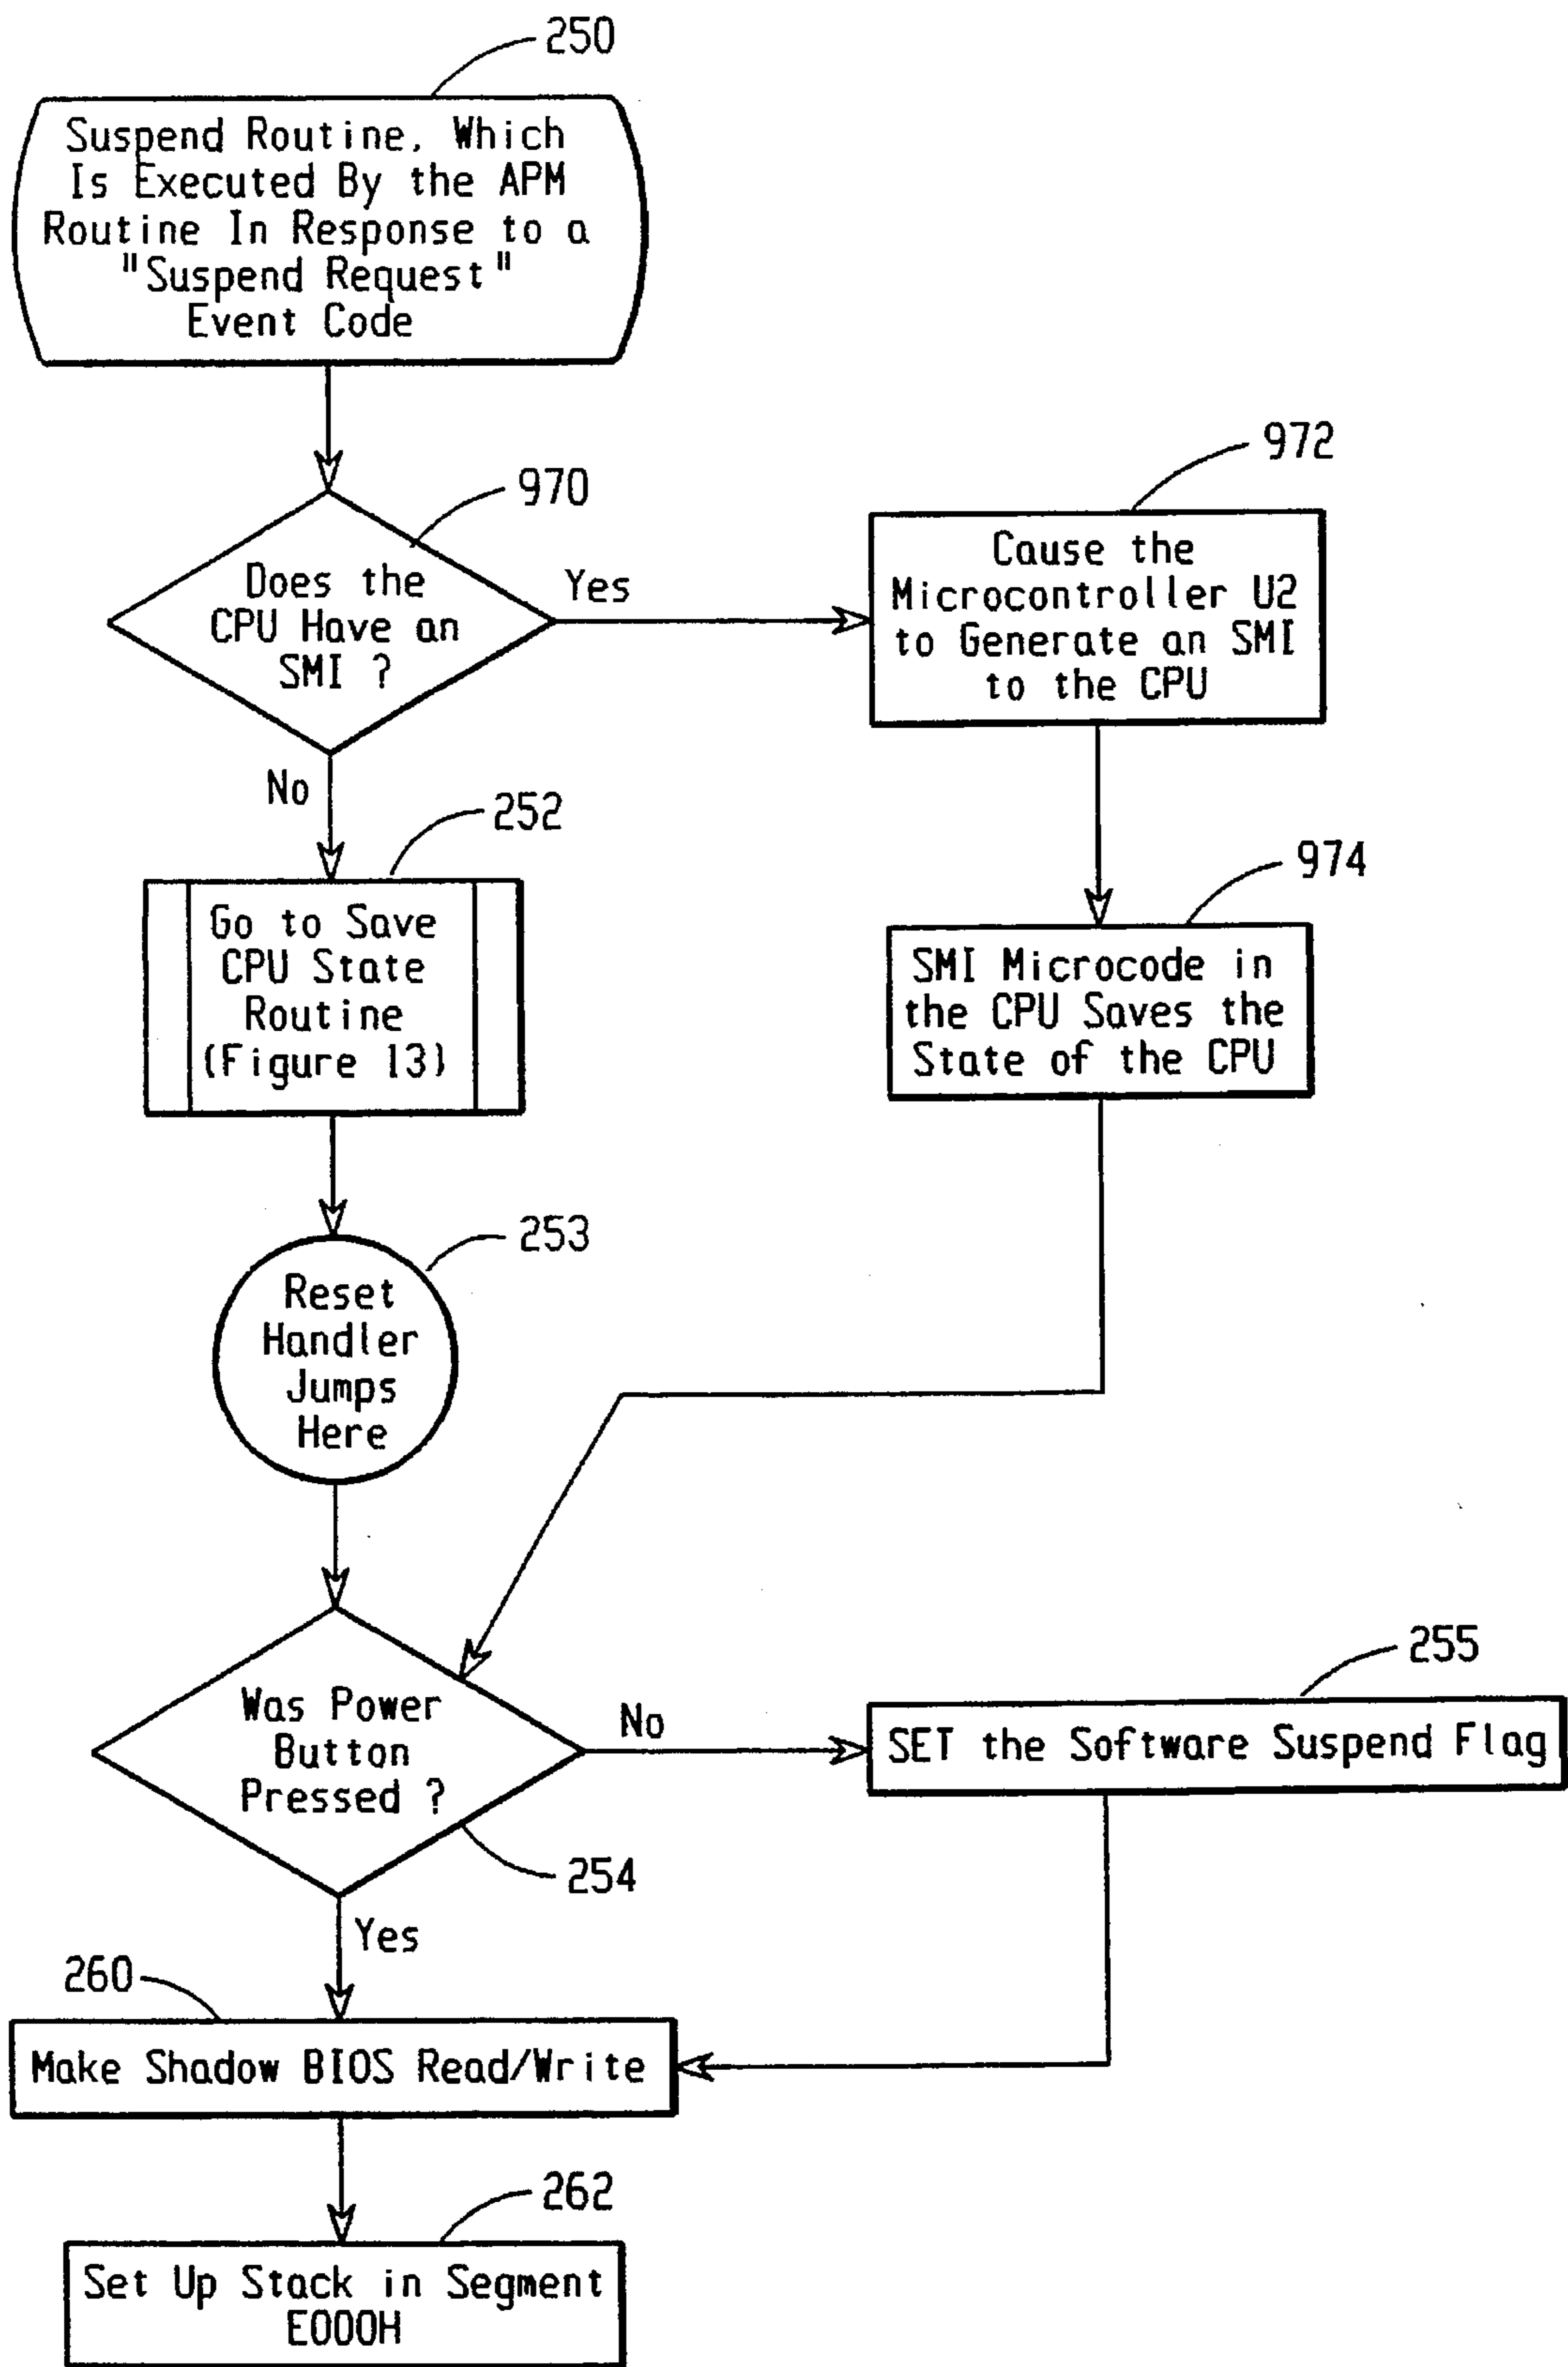 250
Suspend Routine, Which
Is Executed By the APM
Routine In Response to a
"Suspend Request"
Event Code
970
Does the
CPU Have an
SMI ?
Yes
No
972
Cause the
Microcontroller U2
to Generate an SMI
to the CPU
252
Go to Save
CPU State
Routine
(Figure 13)
974
SMI Microcode in
the CPU Saves the
State of the CPU
253
Reset
Handler
Jumps
Here
Was Power
Button
Pressed ?
No
254
Yes
255
SET the Software Suspend Flag
260
Make Shadow BIOS Read/Write
262
Set Up Stack in Segment
E000H